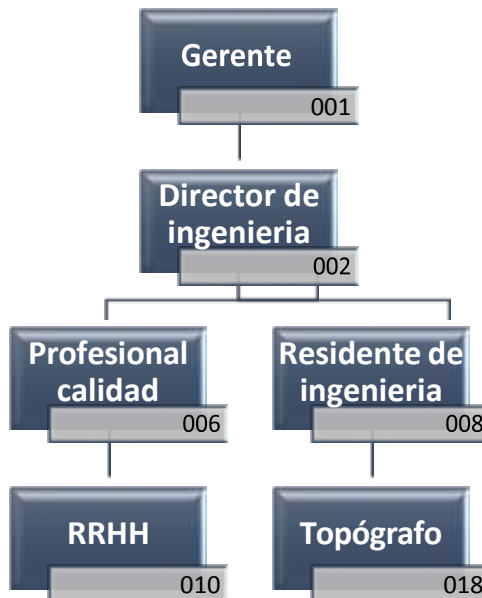 Gerente
001
Director de
ingenieria
002
Profesional
calidad
006
Residente de
ingenieria
008
RRHH
010
Topógrafo
018